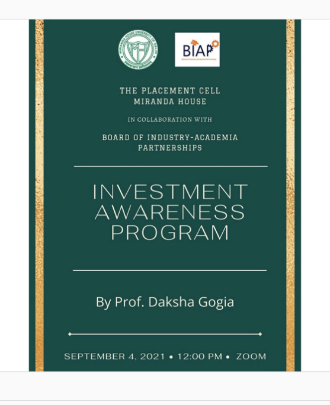 BIAP
THE PLACEMENT CELL
MIRANDA HOUSE
IN COLLABORATION WITH
BOARD OF INDUSTRY-ACADEMIA
PARTNERSHIPS
INVESTMENT
AWARENESS
PROGRAM
By Prof. Daksha Gogia
SEPTEMBER 4, 2021 • 12:00 PM • ZOOM